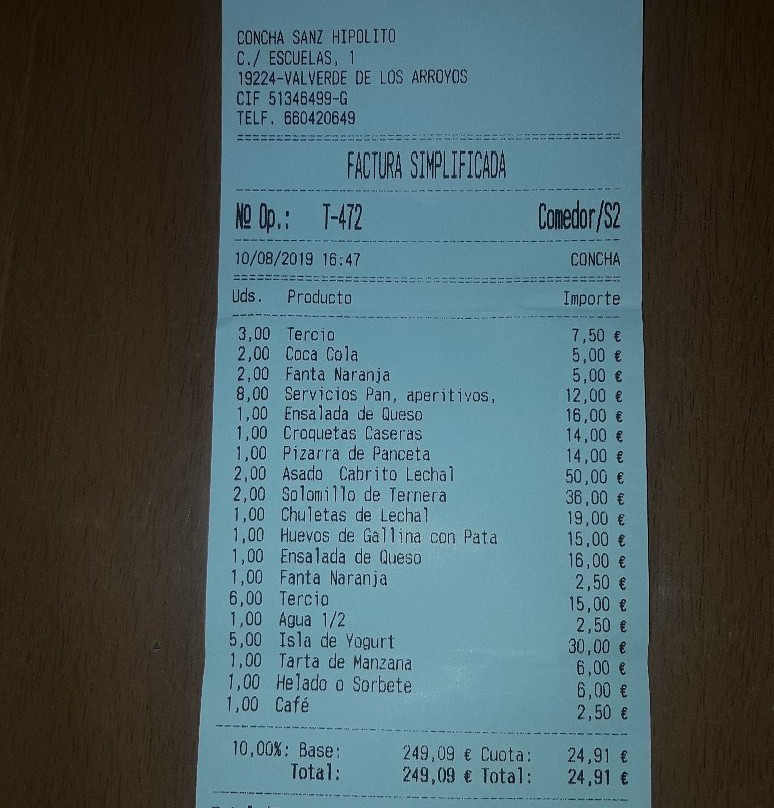 CONCHA SANZ HIPOLITO
C./ ESCUELAS, 1
19224-VALVERDE DE LOS ARROYOS
CIF 51346499-G
TELF. 660420649
FACTURA SIMPLIFICADA
Nº Op.: T-472 Comedor/S2
10/08/2019 16:47 CONCHA
Uds. Producto Importe
3,00 Tercio 7,50 €
2,00 Coca Cola 5,00 €
2,00 Fanta Naranja 5,00 €
8,00 Servicios Pan, aperitivos, 12,00 €
1,00 Ensalada de Queso 16,00 €
1,00 Croquetas Caseras 14,00 €
1,00 Pizarra de Panceta 14,00 €
2,00 Asado Cabrito Lechal 50,00 €
2,00 Solomillo de Ternera 36,00 €
1,00 Chuletas de Lechal 19,00 €
1,00 Huevos de Gallina con Pata 15,00 €
1,00 Ensalada de Queso 16,00 €
1,00 Fanta Naranja 2,50 €
6,00 Tercio 15,00 €
1,00 Agua 1/2 2,50 €
5,00 Isla de Yogurt 30,00 €
1,00 Tarta de Manzana 6,00 €
1,00 Helado o Sorbete 6,00 €
1,00 Café 2,50 €
10,00%: Base: 249,09 € Cuota: 24,91 €
Total: 249,09 € Total: 24,91 €